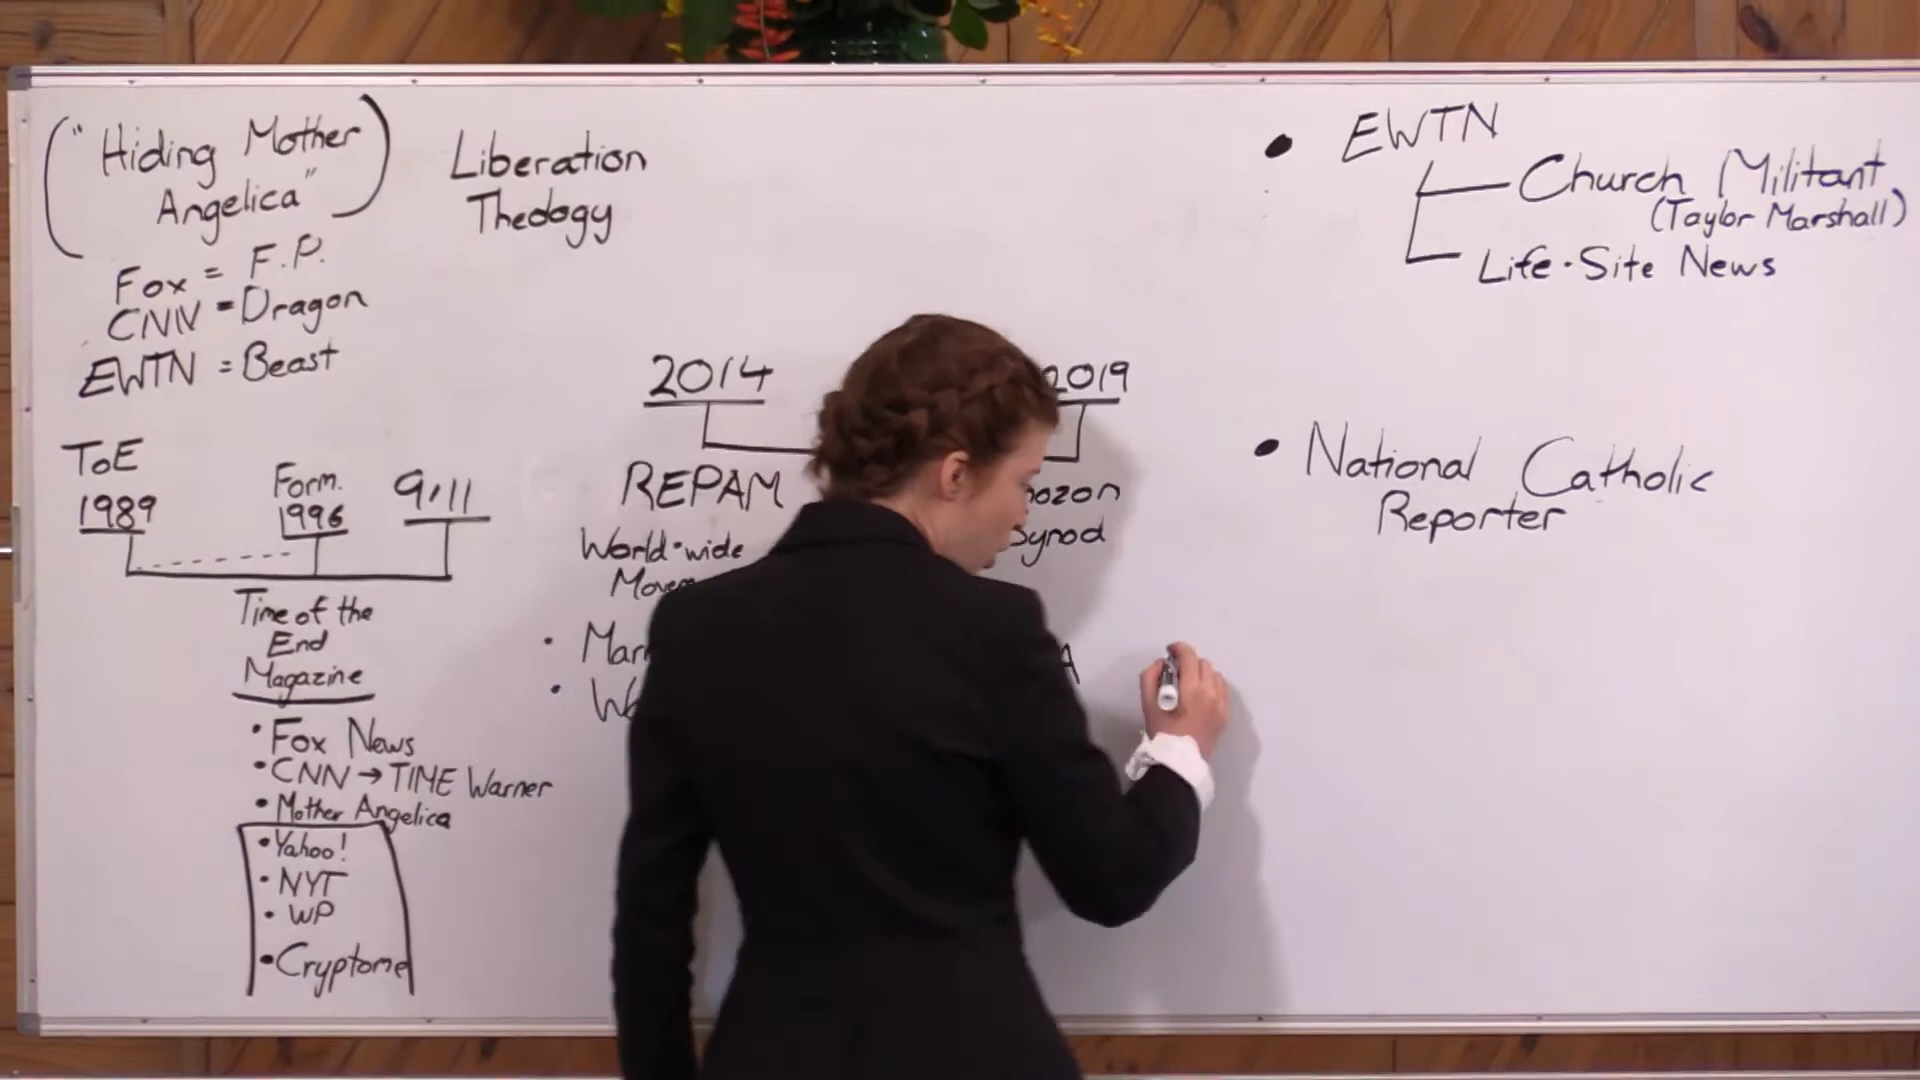 "Hiding Mother
Angelica"
Fox = F.P.
CNN = Dragon
EWTN = Beast
Liberation
Theology
ToE
1989
Form.
1996
9/11
Time of the
End
Magazine
• Fox News
• CNN → TIME Warner
• Mother Angelica
• Yahoo!
• NYT
• WP
• Cryptome
2014
REPAM
World-wide
2019
Synod
• EWTN
Church Militant
(Taylor Marshall)
Life-Site News
• National Catholic
Reporter